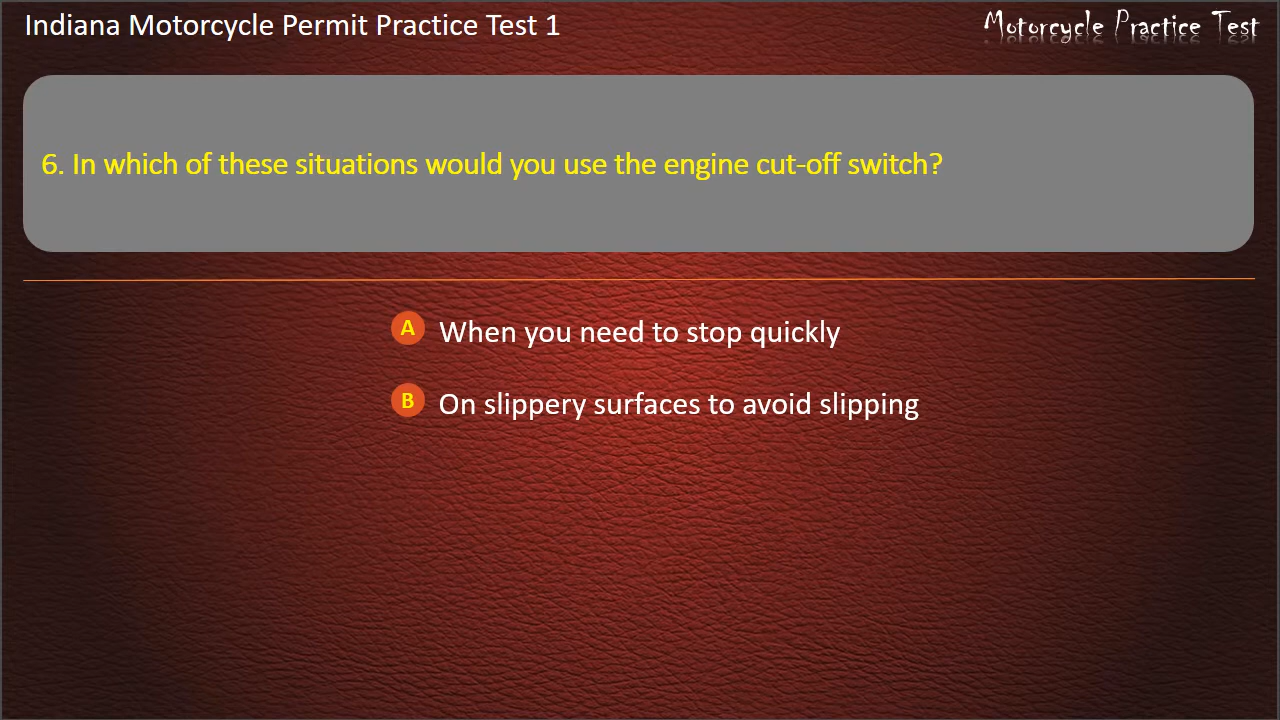 Indiana Motorcycle Permit Practice Test 1
Motorcycle Practice Test
6. In which of these situations would you use the engine cut-off switch?
A When you need to stop quickly
B On slippery surfaces to avoid slipping